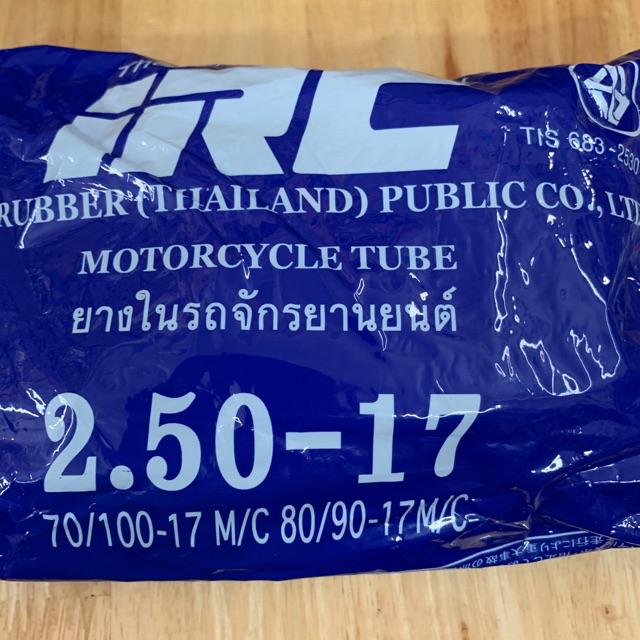 IRC
TIS 683-2530
RUBBER (THAILAND) PUBLIC CO., LTD
MOTORCYCLE TUBE
ยางในรถจักรยานยนต์
2.50-17
70/100-17 M/C 80/90-17M/C